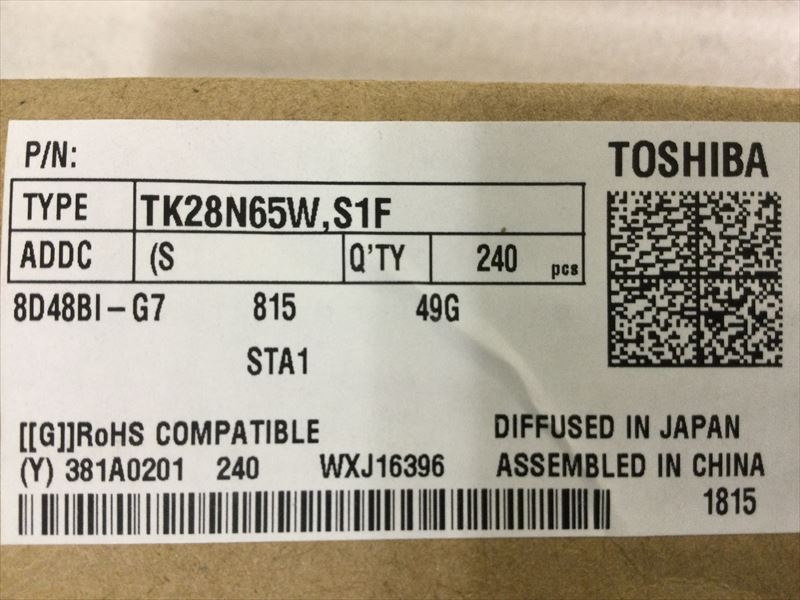 P/N:
TOSHIBA
TYPE TK28N65W,S1F
ADDC (S Q'TY 240 pcs
8D48BI-G7 815 49G
STA1
[[G]]RoHS COMPATIBLE DIFFUSED IN JAPAN
(Y) 381A0201 240 WXJ16396 ASSEMBLED IN CHINA
1815